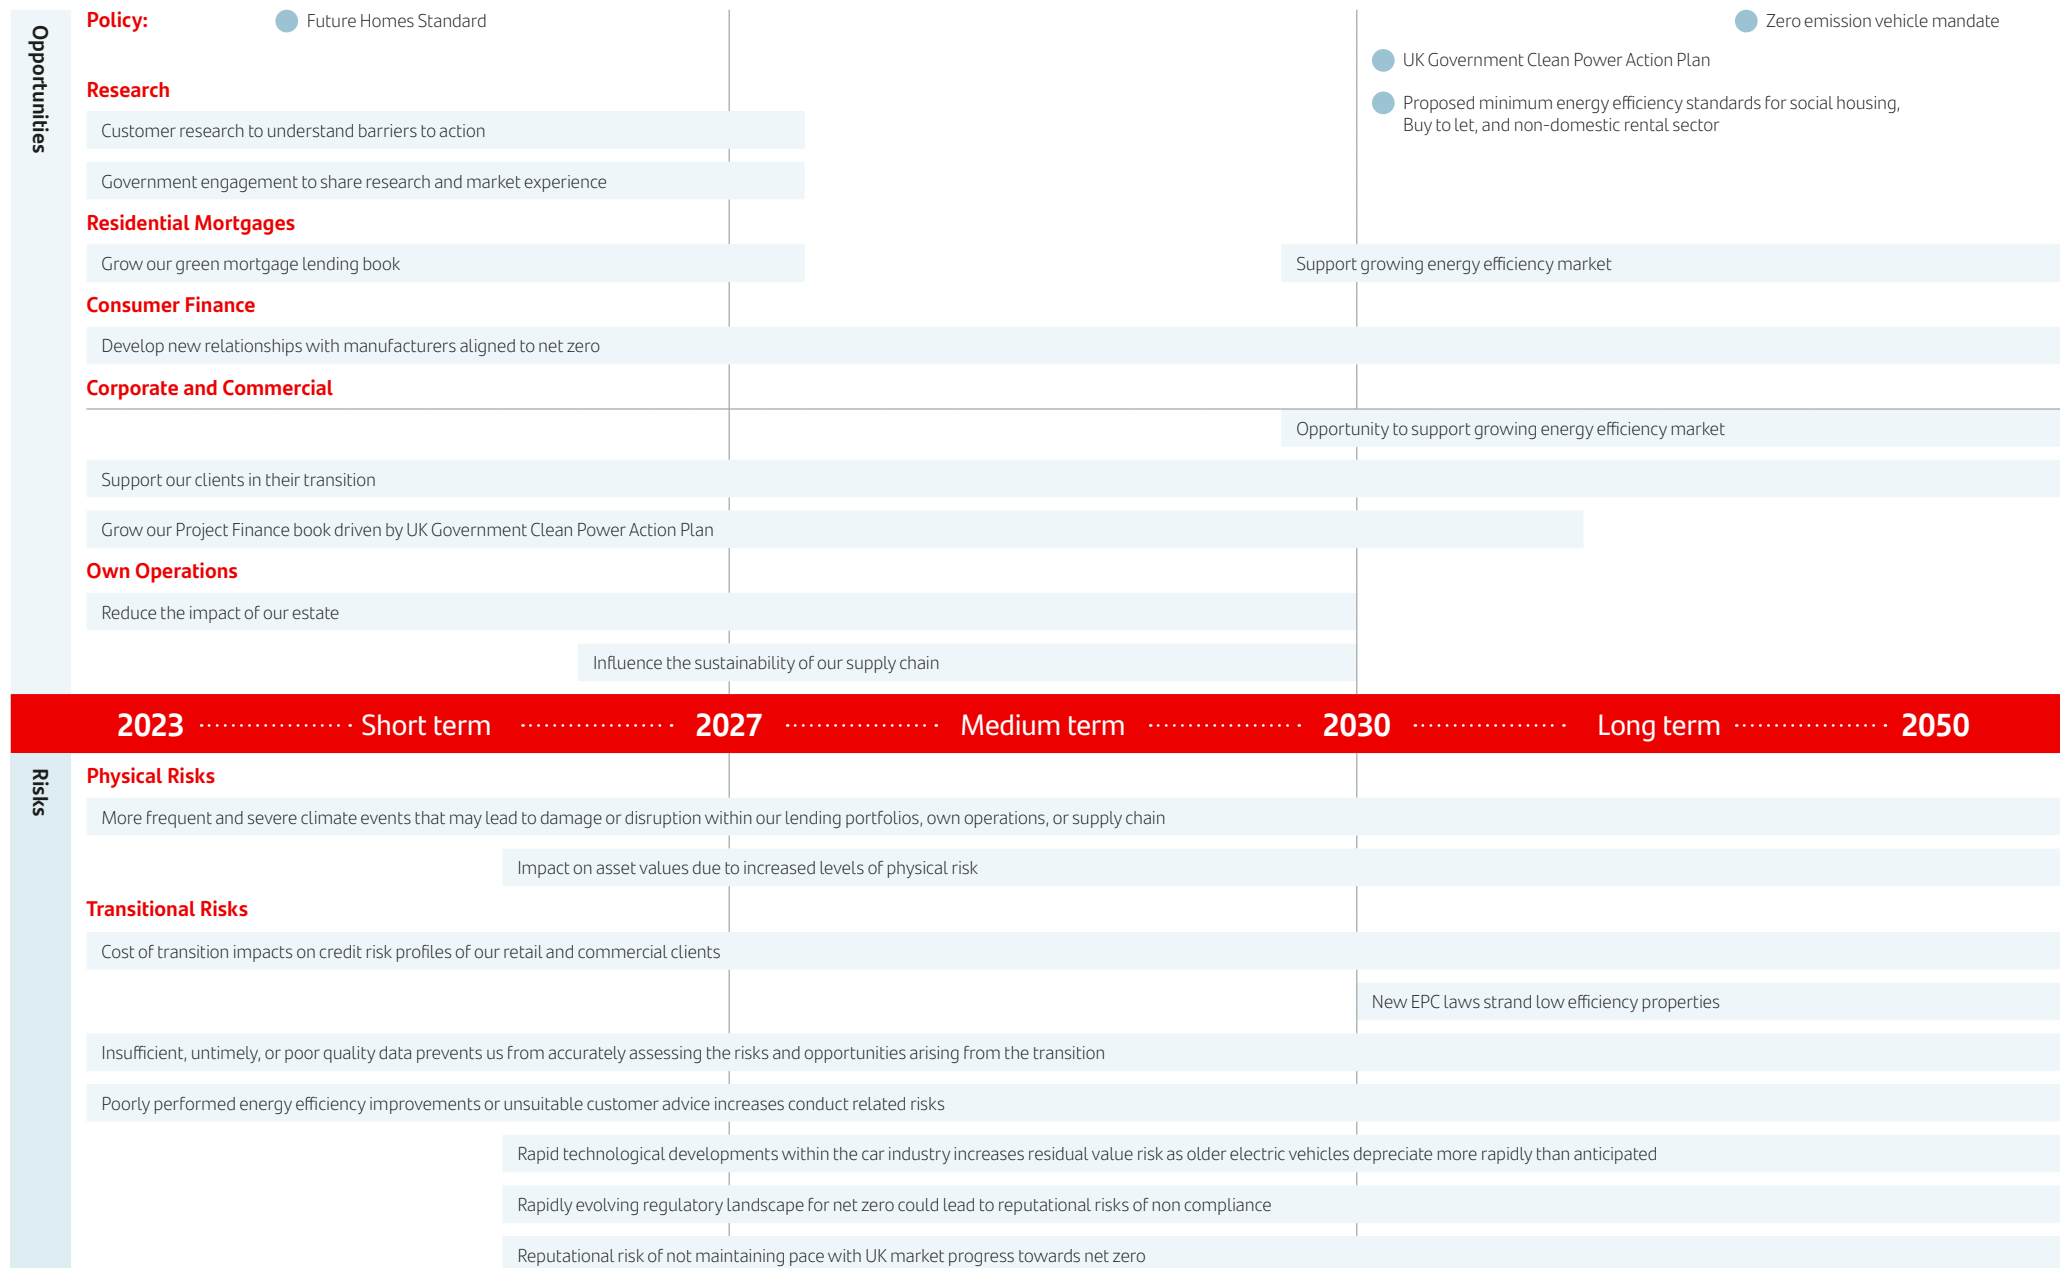 Opportunities
Policy:
Future Homes Standard
Zero emission vehicle mandate
UK Government Clean Power Action Plan
Proposed minimum energy efficiency standards for social housing,
Buy to let, and non-domestic rental sector
Research
Customer research to understand barriers to action
Government engagement to share research and market experience
Residential Mortgages
Grow our green mortgage lending book
Support growing energy efficiency market
Consumer Finance
Develop new relationships with manufacturers aligned to net zero
Corporate and Commercial
Opportunity to support growing energy efficiency market
Support our clients in their transition
Grow our Project Finance book driven by UK Government Clean Power Action Plan
Own Operations
Reduce the impact of our estate
Influence the sustainability of our supply chain
2023 Short term 2027 Medium term 2030 Long term 2050
Risks
Physical Risks
More frequent and severe climate events that may lead to damage or disruption within our lending portfolios, own operations, or supply chain
Impact on asset values due to increased levels of physical risk
Transitional Risks
Cost of transition impacts on credit risk profiles of our retail and commercial clients
New EPC laws strand low efficiency properties
Insufficient, untimely, or poor quality data prevents us from accurately assessing the risks and opportunities arising from the transition
Poorly performed energy efficiency improvements or unsuitable customer advice increases conduct related risks
Rapid technological developments within the car industry increases residual value risk as older electric vehicles depreciate more rapidly than anticipated
Rapidly evolving regulatory landscape for net zero could lead to reputational risks of non compliance
Reputational risk of not maintaining pace with UK market progress towards net zero